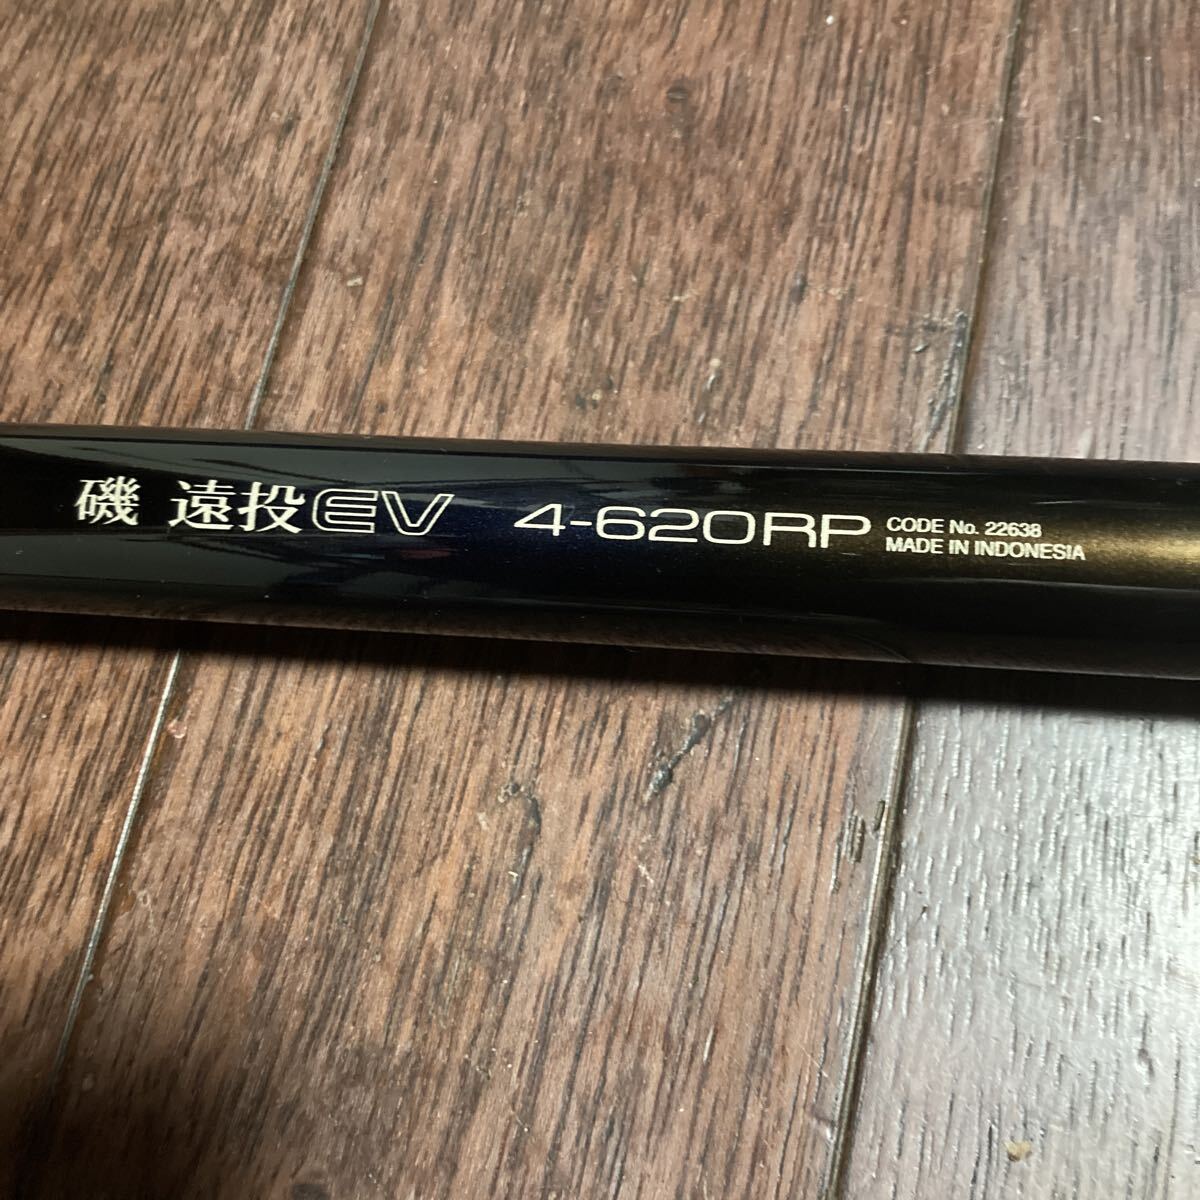 磯 遠投EV 4-620RP
CODE No. 22638
MADE IN INDONESIA